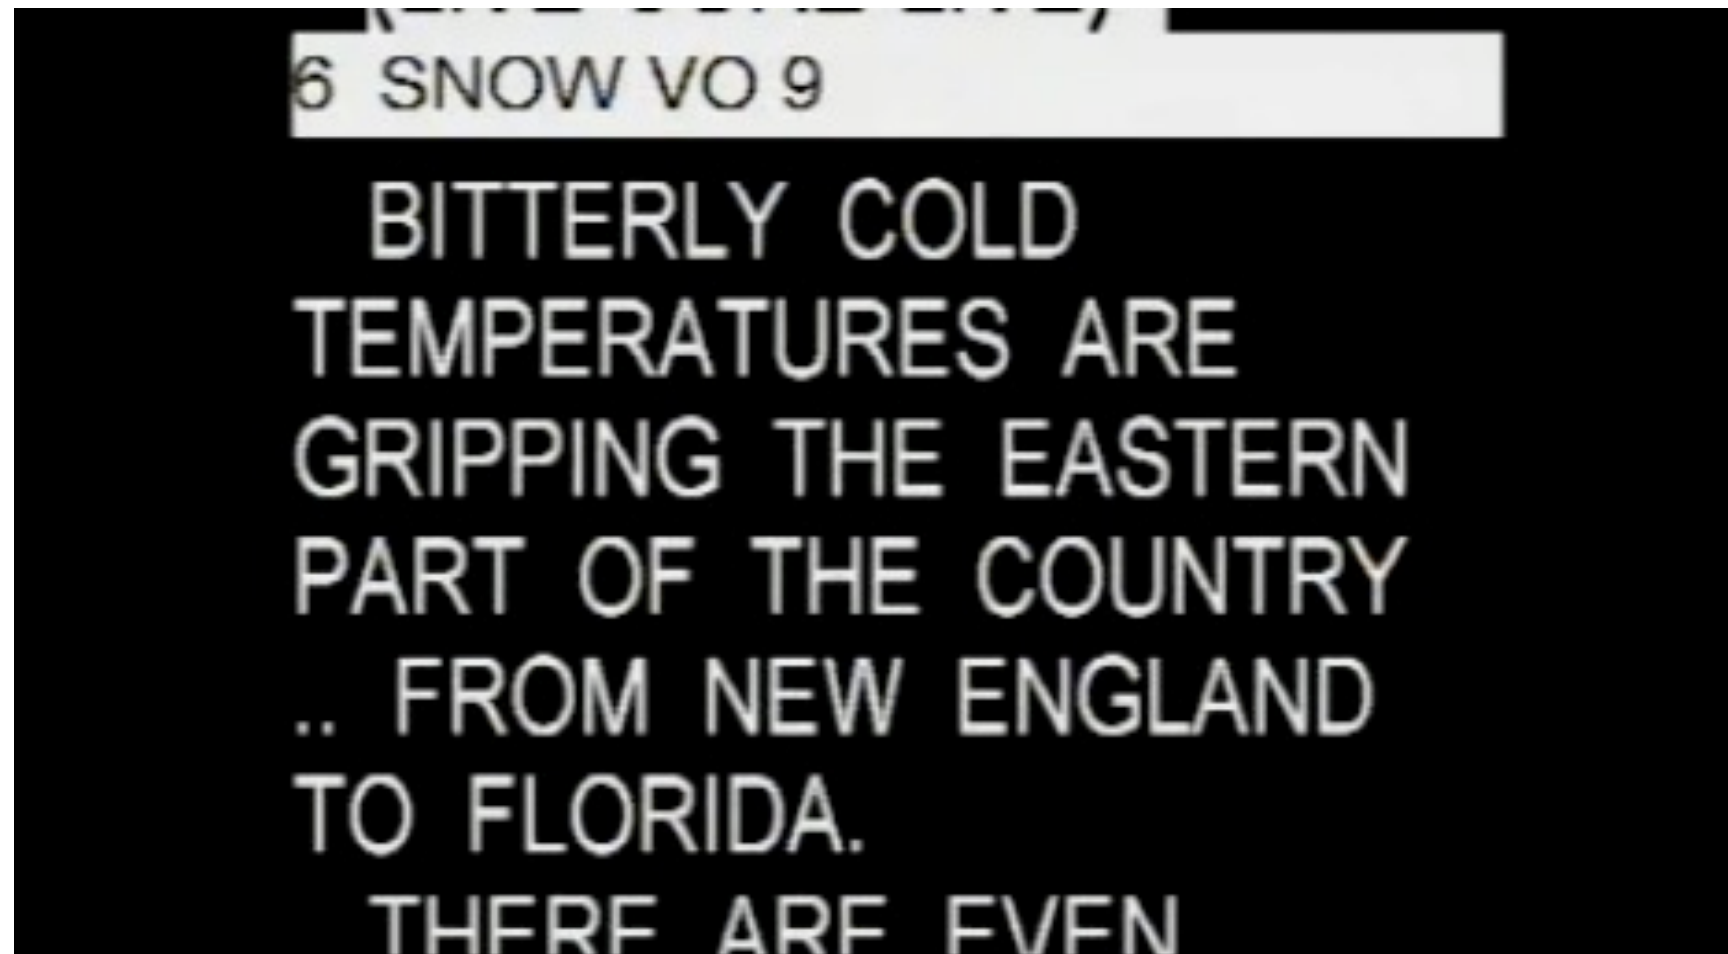 6 SNOW VO 9
BITTERLY COLD
TEMPERATURES ARE
GRIPPING THE EASTERN
PART OF THE COUNTRY
.. FROM NEW ENGLAND
TO FLORIDA.
THERE ARE EVEN